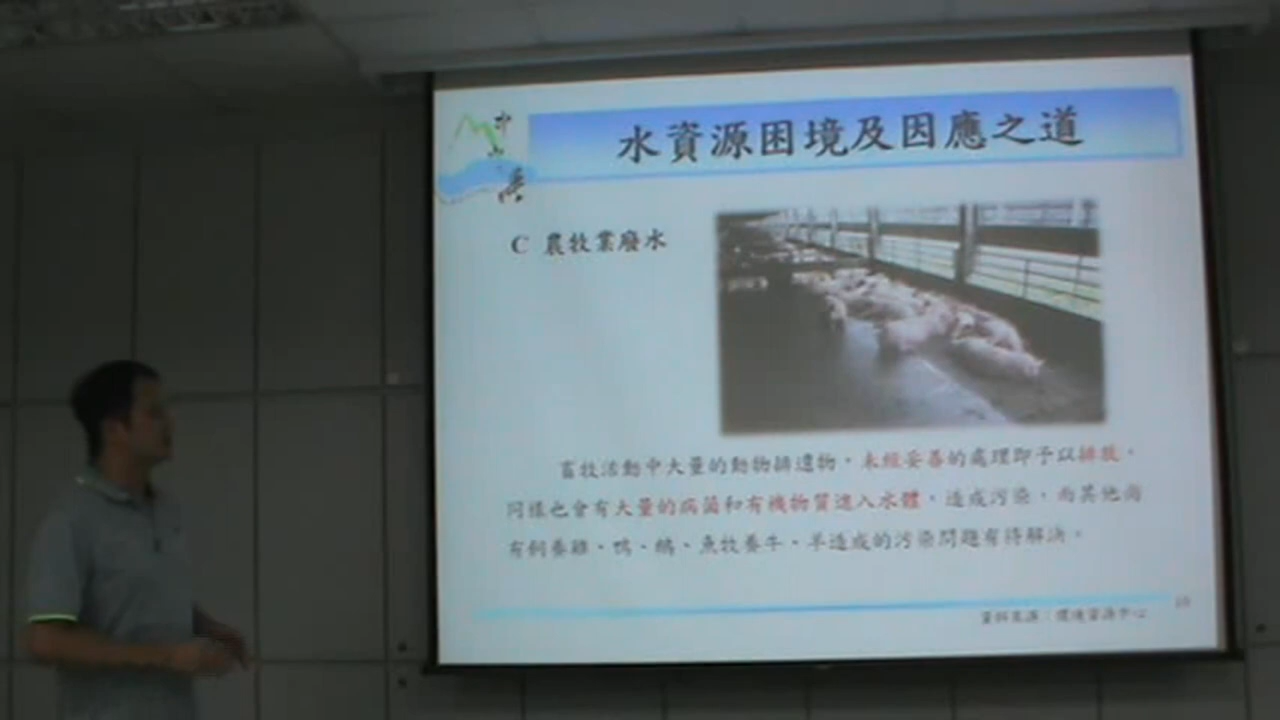 中
山
水資源困境及因應之道
C 農牧業廢水
畜牧活動中大量的動物排遺物，未經妥善的處理即予以排放，
同樣也會有大量的病菌和有機物質進入水體，造成污染，而其他尚
有飼養雞、鴨、鵝、魚牧養牛、羊造成的污染問題有待解決。
資料來源：環境資源中心